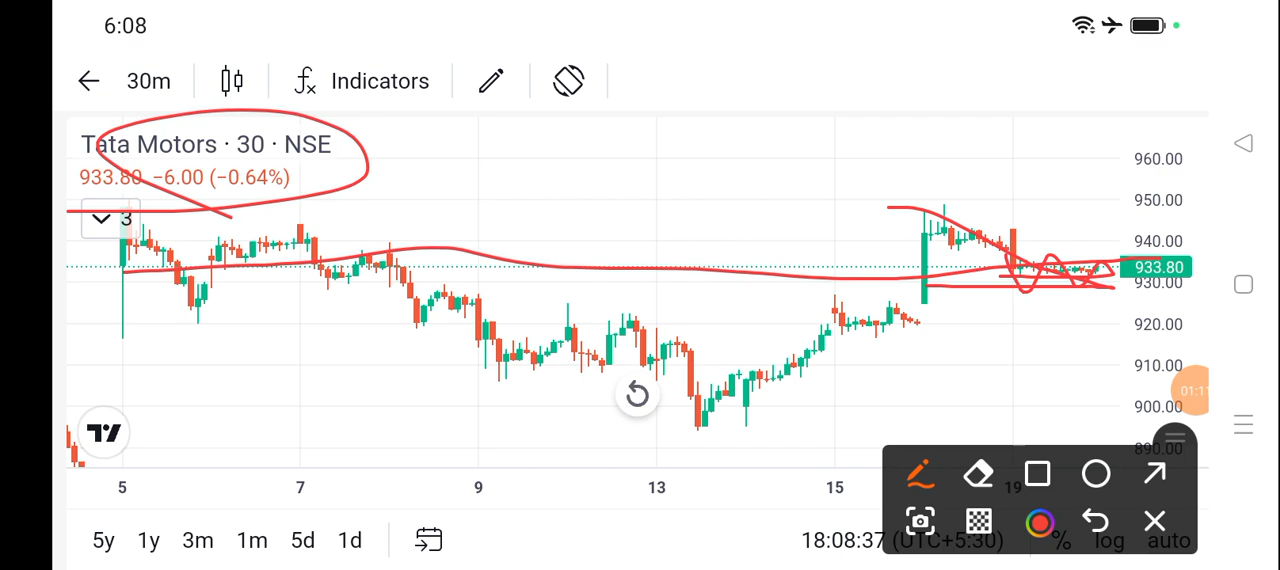 6:08
30m
Indicators
Tata Motors · 30 · NSE
933.80 −6.00 (−0.64%)
3
960.00
950.00
940.00
933.80
930.00
920.00
910.00
900.00
890.00
01:11
5 7 9 13 15 19
5y 1y 3m 1m 5d 1d
18:08:37 (UTC+5:30) % log auto